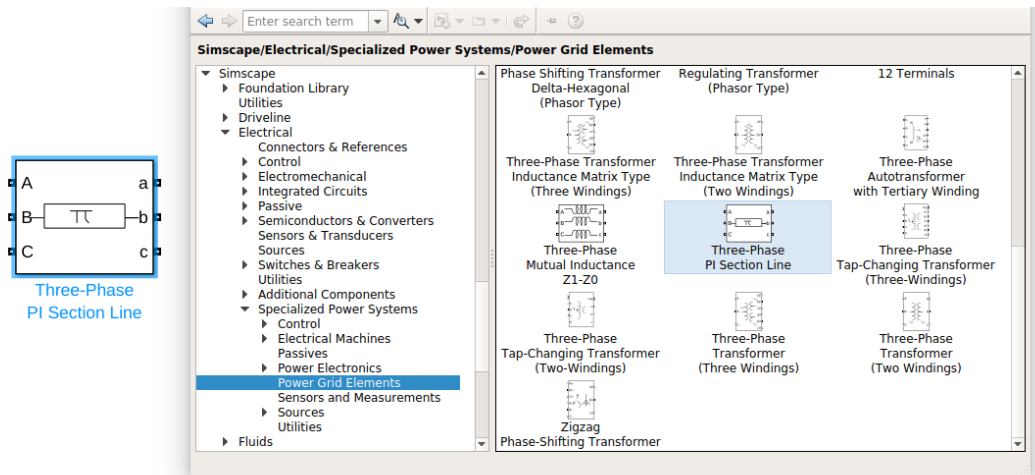 Enter search term
Simscape/Electrical/Specialized Power Systems/Power Grid Elements
Simscape
Foundation Library
Utilities
Driveline
Electrical
Connectors & References
Control
Electromechanical
Integrated Circuits
Passive
Semiconductors & Converters
Sensors & Transducers
Sources
Switches & Breakers
Utilities
Additional Components
Specialized Power Systems
Control
Electrical Machines
Passives
Power Electronics
Power Grid Elements
Sensors and Measurements
Sources
Utilities
Fluids
Phase Shifting Transformer
Delta-Hexagonal
(Phasor Type)
Regulating Transformer
(Phasor Type)
12 Terminals
Three-Phase Transformer
Inductance Matrix Type
(Three Windings)
Three-Phase Transformer
Inductance Matrix Type
(Two Windings)
Three-Phase
Autotransformer
with Tertiary Winding
A a
B b
C c
Three-Phase
Mutual Inductance
Z1-Z0
A a
B π b
C c
Three-Phase
PI Section Line
Three-Phase
Tap-Changing Transformer
(Three-Windings)
Three-Phase
Tap-Changing Transformer
(Two-Windings)
Three-Phase
Transformer
(Three Windings)
Three-Phase
Transformer
(Two Windings)
Zigzag
Phase-Shifting Transformer
A a
B π b
C c
Three-Phase
PI Section Line